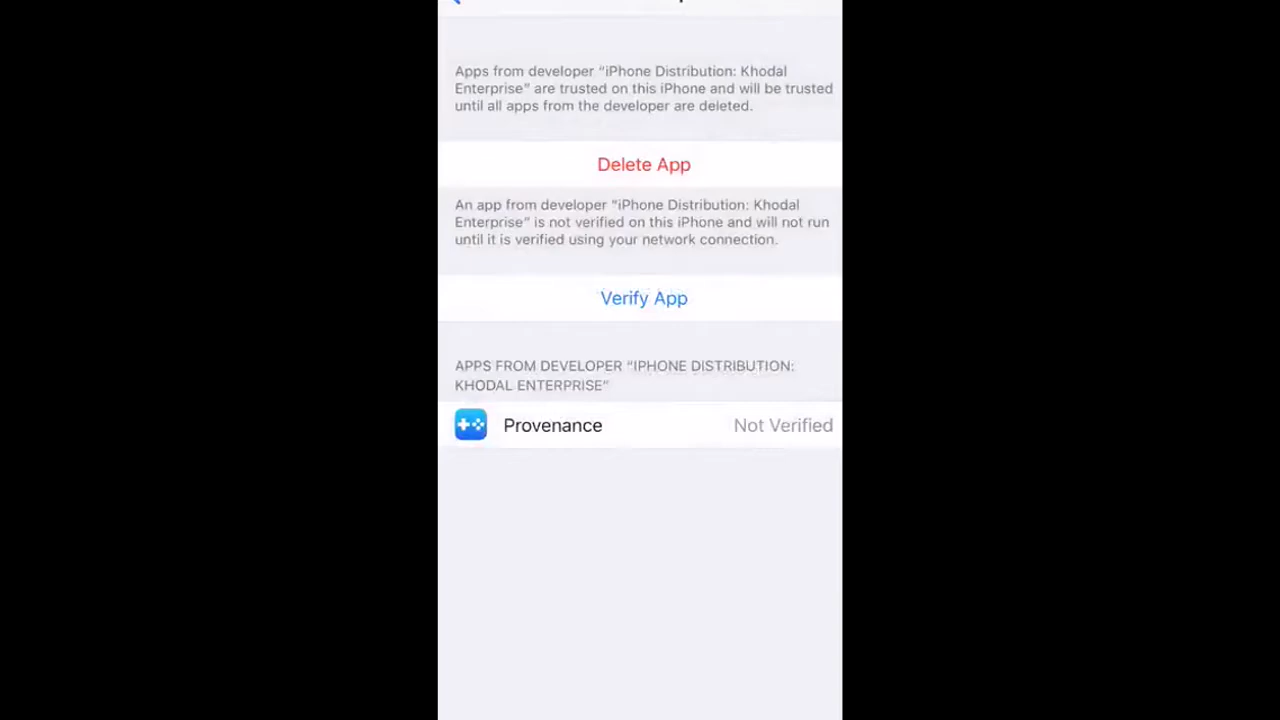 Apps from developer “iPhone Distribution: Khodal
Enterprise” are trusted on this iPhone and will be trusted
until all apps from the developer are deleted.
Delete App
An app from developer “iPhone Distribution: Khodal
Enterprise” is not verified on this iPhone and will not run
until it is verified using your network connection.
Verify App
APPS FROM DEVELOPER “IPHONE DISTRIBUTION:
KHODAL ENTERPRISE”
Provenance Not Verified